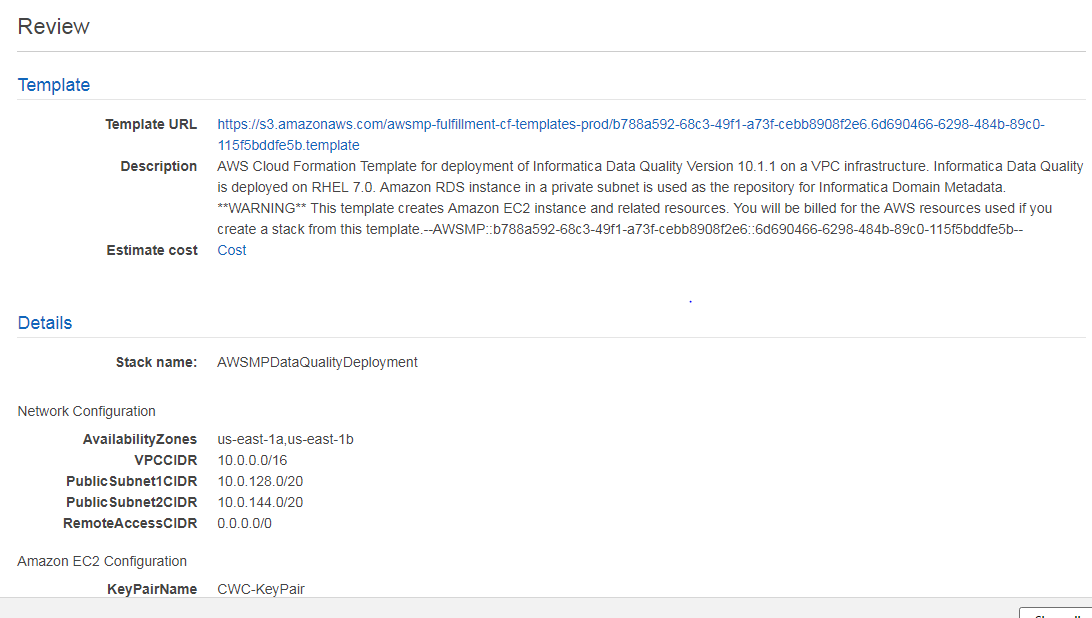 Review
Template
Template URL https://s3.amazonaws.com/awsmp-fulfillment-cf-templates-prod/b788a592-68c3-49f1-a73f-cebb8908f2e6.6d690466-6298-484b-89c0-
115f5bddfe5b.template
Description AWS Cloud Formation Template for deployment of Informatica Data Quality Version 10.1.1 on a VPC infrastructure. Informatica Data Quality
is deployed on RHEL 7.0. Amazon RDS instance in a private subnet is used as the repository for Informatica Domain Metadata.
**WARNING** This template creates Amazon EC2 instance and related resources. You will be billed for the AWS resources used if you
create a stack from this template.--AWSMP::b788a592-68c3-49f1-a73f-cebb8908f2e6::6d690466-6298-484b-89c0-115f5bddfe5b--
Estimate cost Cost
Details
Stack name: AWSMPDataQualityDeployment
Network Configuration
AvailabilityZones us-east-1a,us-east-1b
VPCCIDR 10.0.0.0/16
PublicSubnet1CIDR 10.0.128.0/20
PublicSubnet2CIDR 10.0.144.0/20
RemoteAccessCIDR 0.0.0.0/0
Amazon EC2 Configuration
KeyPairName CWC-KeyPair